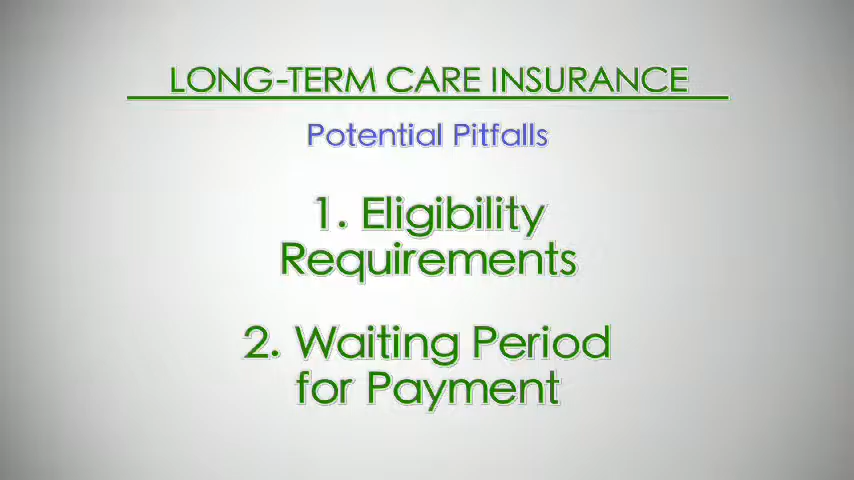 LONG-TERM CARE INSURANCE
Potential Pitfalls
1. Eligibility
Requirements
2. Waiting Period
for Payment